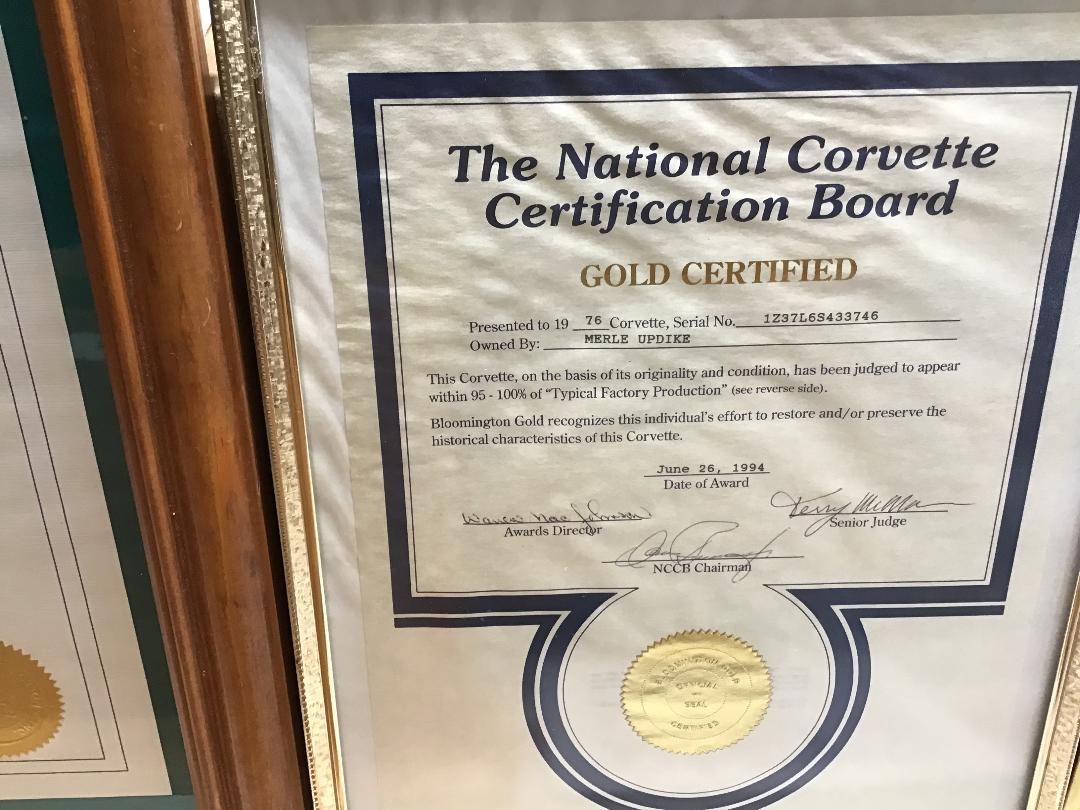 The National Corvette
Certification Board
GOLD CERTIFIED
Presented to 19 76 Corvette, Serial No. 1Z37L6S433746
Owned By: MERLE UPDIKE
This Corvette, on the basis of its originality and condition, has been judged to appear
within 95 - 100% of “Typical Factory Production” (see reverse side).
Bloomington Gold recognizes this individual’s effort to restore and/or preserve the
historical characteristics of this Corvette.
June 26, 1994
Date of Award
Terry
Awards Director
Senior Judge
NCCB Chairman
BLOOMINGTON GOLD
OFFICIAL
SEAL
CERTIFIED